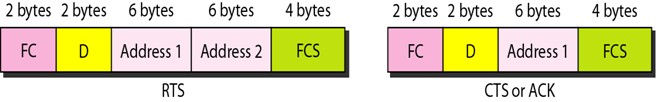 2 bytes 2 bytes 6 bytes 6 bytes 4 bytes 2 bytes 2 bytes 6 bytes 4 bytes
FC D Address 1 Address 2 FCS FC D Address 1 FCS
RTS CTS or ACK